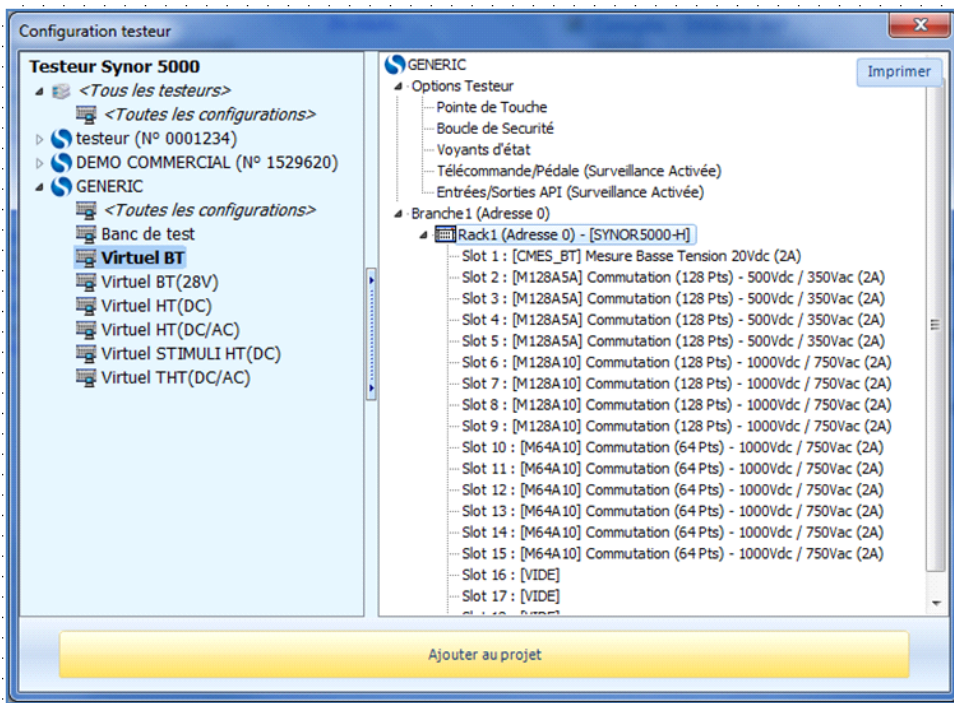 Configuration testeur
Testeur Synor 5000
<Tous les testeurs>
<Toutes les configurations>
testeur (N° 0001234)
DEMO COMMERCIAL (N° 1529620)
GENERIC
<Toutes les configurations>
Banc de test
Virtuel BT
Virtuel BT(28V)
Virtuel HT(DC)
Virtuel HT(DC/AC)
Virtuel STIMULI HT(DC)
Virtuel THT(DC/AC)
Imprimer
GENERIC
Options Testeur
Pointe de Touche
Boucle de Securité
Voyants d'état
Télécommande/Pédale (Surveillance Activée)
Entrées/Sorties API (Surveillance Activée)
Branche1 (Adresse 0)
Rack1 (Adresse 0) - [SYNOR5000-H]
Slot 1 : [CMES_BT] Mesure Basse Tension 20Vdc (2A)
Slot 2 : [M128A5A] Commutation (128 Pts) - 500Vdc / 350Vac (2A)
Slot 3 : [M128A5A] Commutation (128 Pts) - 500Vdc / 350Vac (2A)
Slot 4 : [M128A5A] Commutation (128 Pts) - 500Vdc / 350Vac (2A)
Slot 5 : [M128A5A] Commutation (128 Pts) - 500Vdc / 350Vac (2A)
Slot 6 : [M128A10] Commutation (128 Pts) - 1000Vdc / 750Vac (2A)
Slot 7 : [M128A10] Commutation (128 Pts) - 1000Vdc / 750Vac (2A)
Slot 8 : [M128A10] Commutation (128 Pts) - 1000Vdc / 750Vac (2A)
Slot 9 : [M128A10] Commutation (128 Pts) - 1000Vdc / 750Vac (2A)
Slot 10 : [M64A10] Commutation (64 Pts) - 1000Vdc / 750Vac (2A)
Slot 11 : [M64A10] Commutation (64 Pts) - 1000Vdc / 750Vac (2A)
Slot 12 : [M64A10] Commutation (64 Pts) - 1000Vdc / 750Vac (2A)
Slot 13 : [M64A10] Commutation (64 Pts) - 1000Vdc / 750Vac (2A)
Slot 14 : [M64A10] Commutation (64 Pts) - 1000Vdc / 750Vac (2A)
Slot 15 : [M64A10] Commutation (64 Pts) - 1000Vdc / 750Vac (2A)
Slot 16 : [VIDE]
Slot 17 : [VIDE]
Ajouter au projet